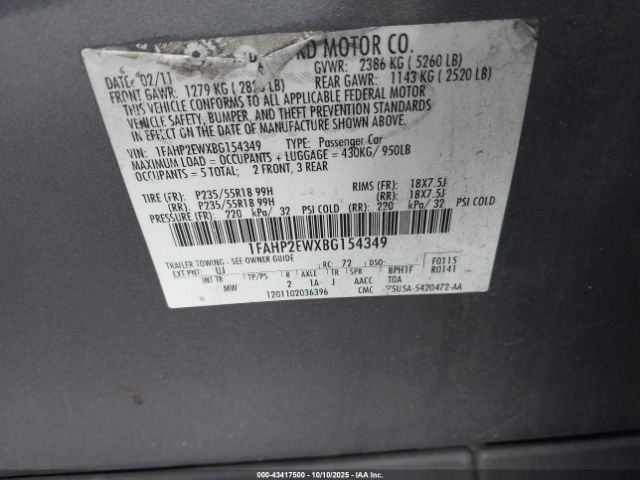 RD MOTOR CO.
DATE: 02/11 GVWR: 2386 KG ( 5260 LB)
FRONT GAWR: 1279 KG ( LB) REAR GAWR: 1143 KG ( 2520 LB)
THIS VEHICLE CONFORMS TO ALL APPLICABLE FEDERAL MOTOR
VEHICLE SAFETY, BUMPER, AND THEFT PREVENTION STANDARDS
IN EFFECT ON THE DATE OF MANUFACTURE SHOWN ABOVE.
VIN: 1FAHP2EWXBG154349 TYPE: Passenger Car
MAXIMUM LOAD = OCCUPANTS + LUGGAGE = 430KG/ 950LB
OCCUPANTS = 5 TOTAL; 2 FRONT, 3 REAR
TIRE (FR): P235/55R18 99H RIMS (FR): 18X7.5J
(RR): P235/55R18 99H (RR): 18X7.5J
PRESSURE (FR): 220 kPa/ 32 PSI COLD (RR): 220 kPa/ 32 PSI COLD
1FAHP2EWXBG154349
TRAILER TOWING - SEE OWNER GUIDE
EXT PNT: UJ RC: 72 DSO: F0115
R0141
MW TP/PS R AXLE TR SPR BPH1F
2 1A J AACC TOA
1201102036396 CMC 5U5A-5420472-AA
000-43417500 - 10/10/2025 - IAAI.COM